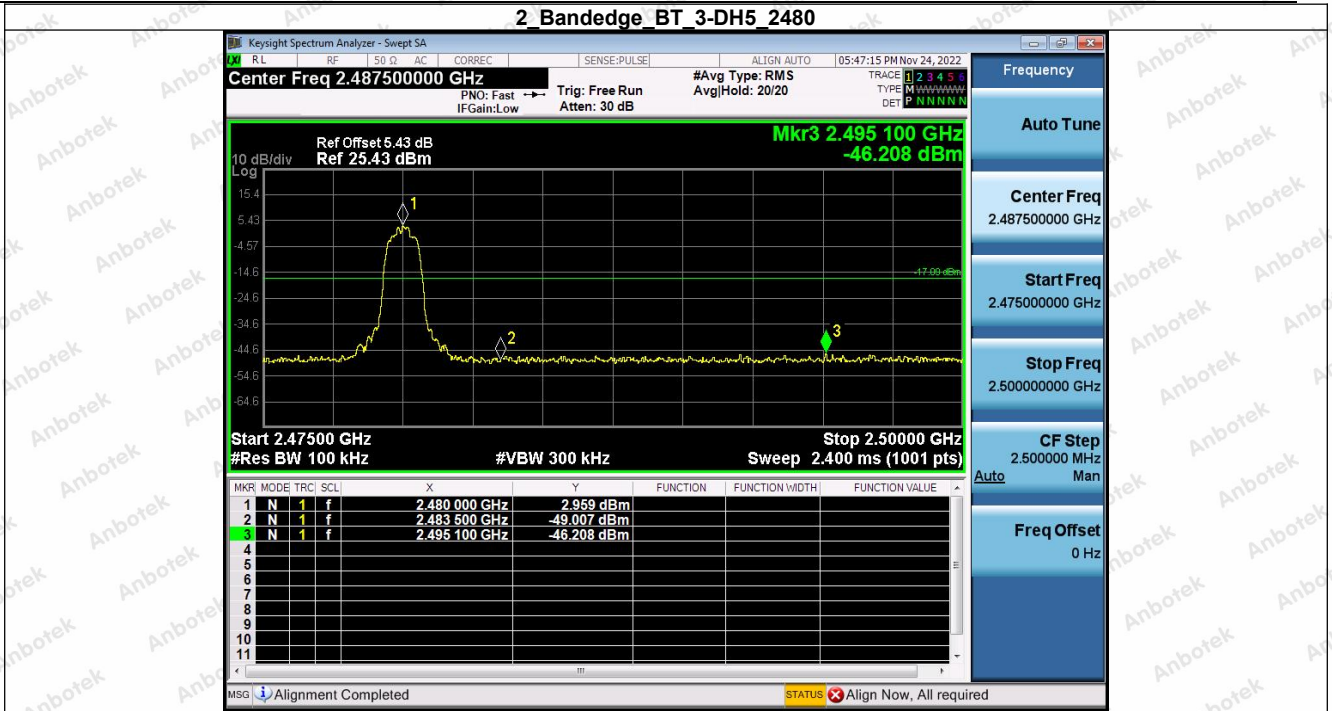 2_Bandedge_BT_3-DH5_2480
Keysight Spectrum Analyzer - Swept SA
LXI RL RF 50 Ω AC CORREC SENSE:PULSE ALIGN AUTO 05:47:15 PM Nov 24, 2022
Center Freq 2.487500000 GHz
PNO: Fast
IFGain:Low
Trig: Free Run
Atten: 30 dB
#Avg Type: RMS
Avg|Hold: 20/20
TRACE 1 2 3 4 5 6
TYPE M WWWWW
DET P N N N N N
Ref Offset 5.43 dB
10 dB/div Ref 25.43 dBm
Log
Mkr3 2.495 100 GHz
-46.208 dBm
15.4
5.43
-4.57
-14.6
-24.6
-34.6
-44.6
-54.6
-64.6
1
2
3
-17.09 dBm
Start 2.47500 GHz Stop 2.50000 GHz
#Res BW 100 kHz #VBW 300 kHz Sweep 2.400 ms (1001 pts)
MKR MODE TRC SCL X Y FUNCTION FUNCTION WIDTH FUNCTION VALUE
1 N 1 f 2.480 000 GHz 2.959 dBm
2 N 1 f 2.483 500 GHz -49.007 dBm
3 N 1 f 2.495 100 GHz -46.208 dBm
4
5
6
7
8
9
10
11
MSG Alignment Completed STATUS Align Now, All required
Frequency
Auto Tune
Center Freq
2.487500000 GHz
Start Freq
2.475000000 GHz
Stop Freq
2.500000000 GHz
CF Step
2.500000 MHz
Auto Man
Freq Offset
0 Hz
Anbotek